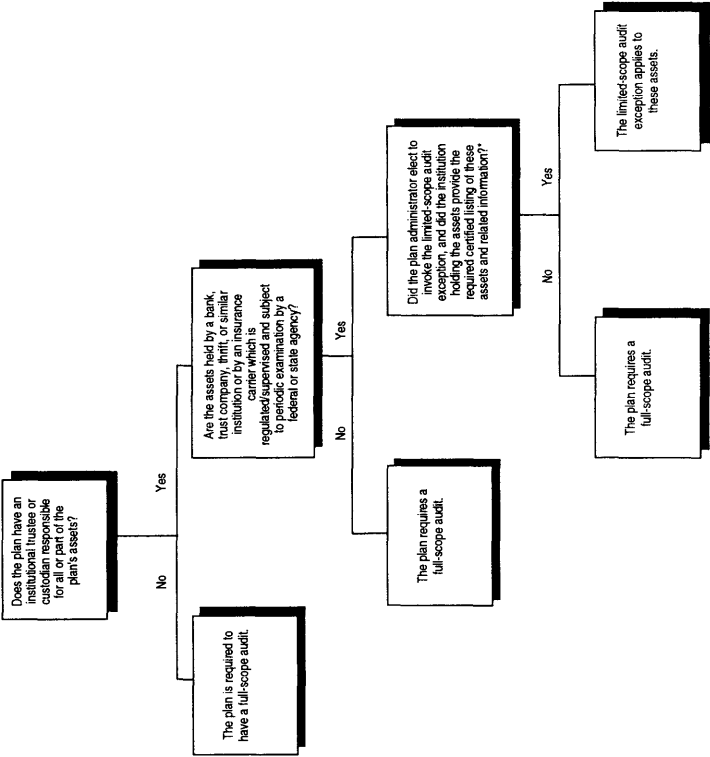 Does the plan have an
institutional trustee or
custodian responsible
for all or part of the
plan's assets?
No
Yes
The plan is required to
have a full-scope audit.
Are the assets held by a bank,
trust company, thrift, or similar
institution or by an insurance
carrier which is
regulated/supervised and subject
to periodic examination by a
federal or state agency?
No
Yes
The plan requires a
full-scope audit.
Did the plan administrator elect to
invoke the limited-scope audit
exception, and did the institution
holding the assets provide the
required certified listing of these
assets and related information?*
No
Yes
The plan requires a
full-scope audit.
The limited-scope audit
exception applies to
these assets.